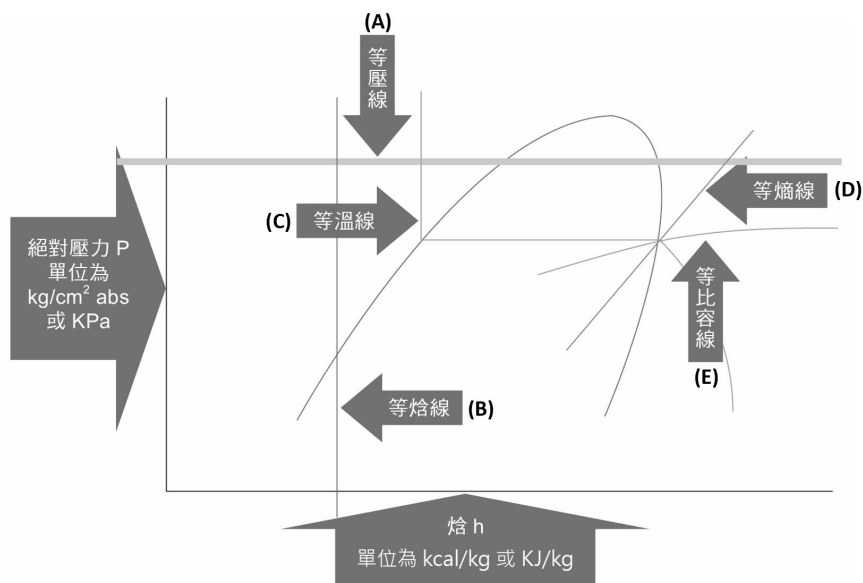 (A)
等壓線
(C)
等溫線
等熵線
(D)
絕對壓力 P
單位為
kg/cm² abs
或 KPa
等比容線
(E)
等焓線
(B)
焓 h
單位為 kcal/kg 或 KJ/kg